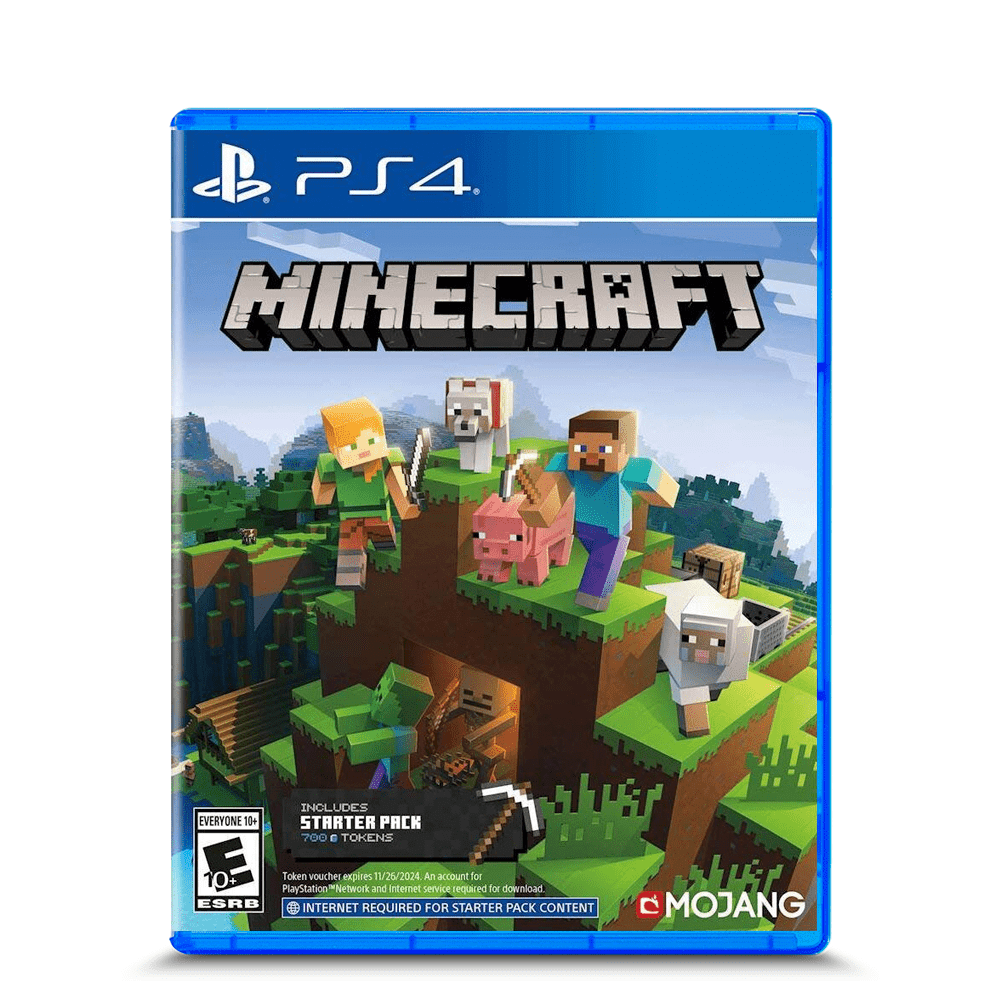 PS4
MINECRAFT
INCLUDES
STARTER PACK
700 TOKENS
EVERYONE 10+
E
10+
ESRB
Token voucher expires 11/26/2024. An account for
PlayStation™Network and Internet service required for download.
INTERNET REQUIRED FOR STARTER PACK CONTENT
MOJANG